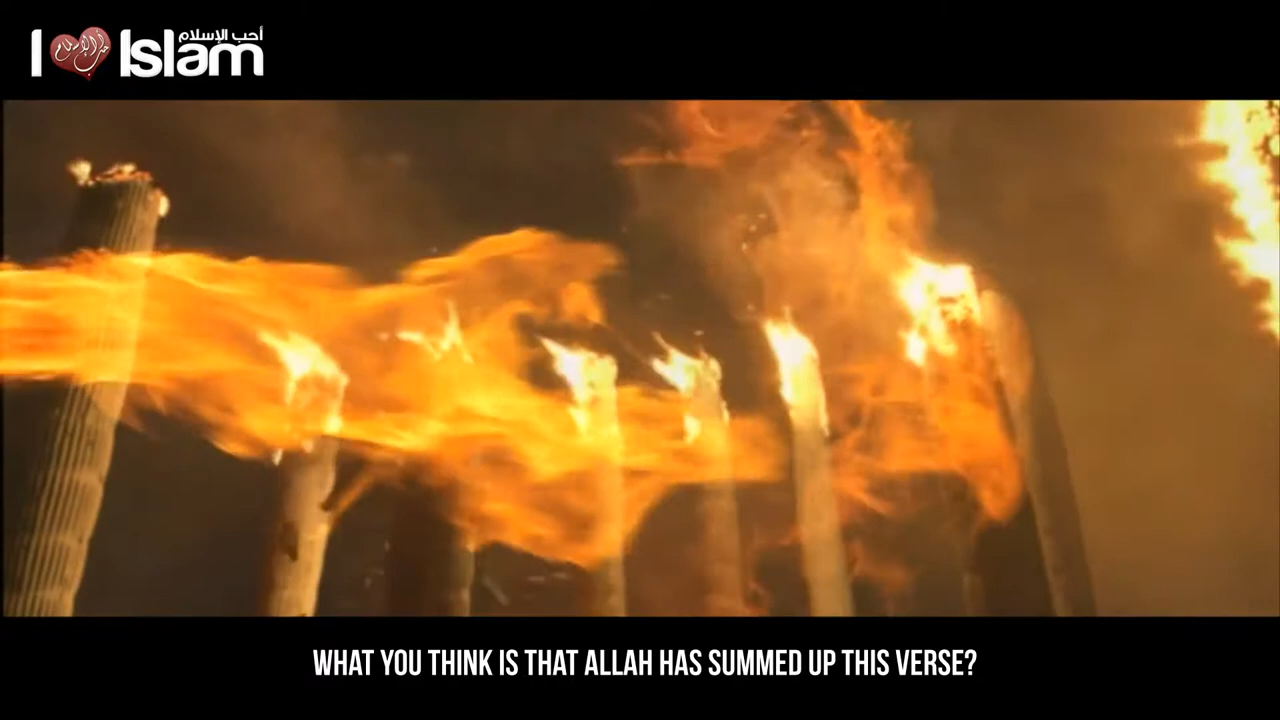 I Islam
أحب الإسلام
WHAT YOU THINK IS THAT ALLAH HAS SUMMED UP THIS VERSE?